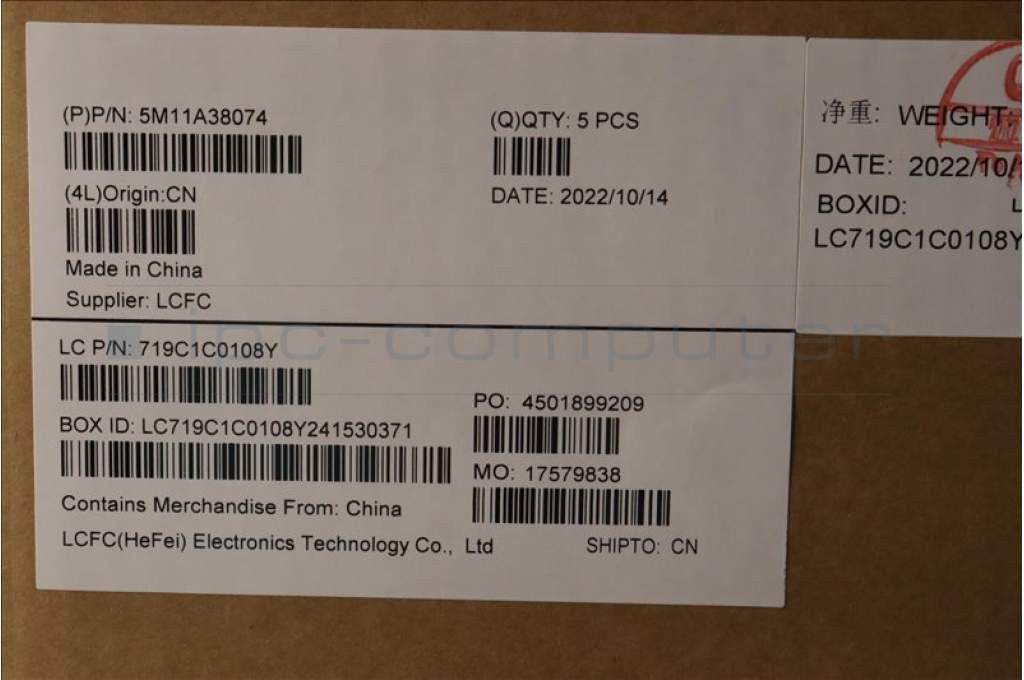 (P)P/N: 5M11A38074
(Q)QTY: 5 PCS
(4L)Origin:CN
DATE: 2022/10/14
Made in China
Supplier: LCFC
净重: WEIGHT:
DATE: 2022/10/
BOXID:
LC719C1C0108Y
ipc-computer
LC P/N: 719C1C0108Y
PO: 4501899209
BOX ID: LC719C1C0108Y241530371
MO: 17579838
Contains Merchandise From: China
LCFC(HeFei) Electronics Technology Co., Ltd
SHIPTO: CN